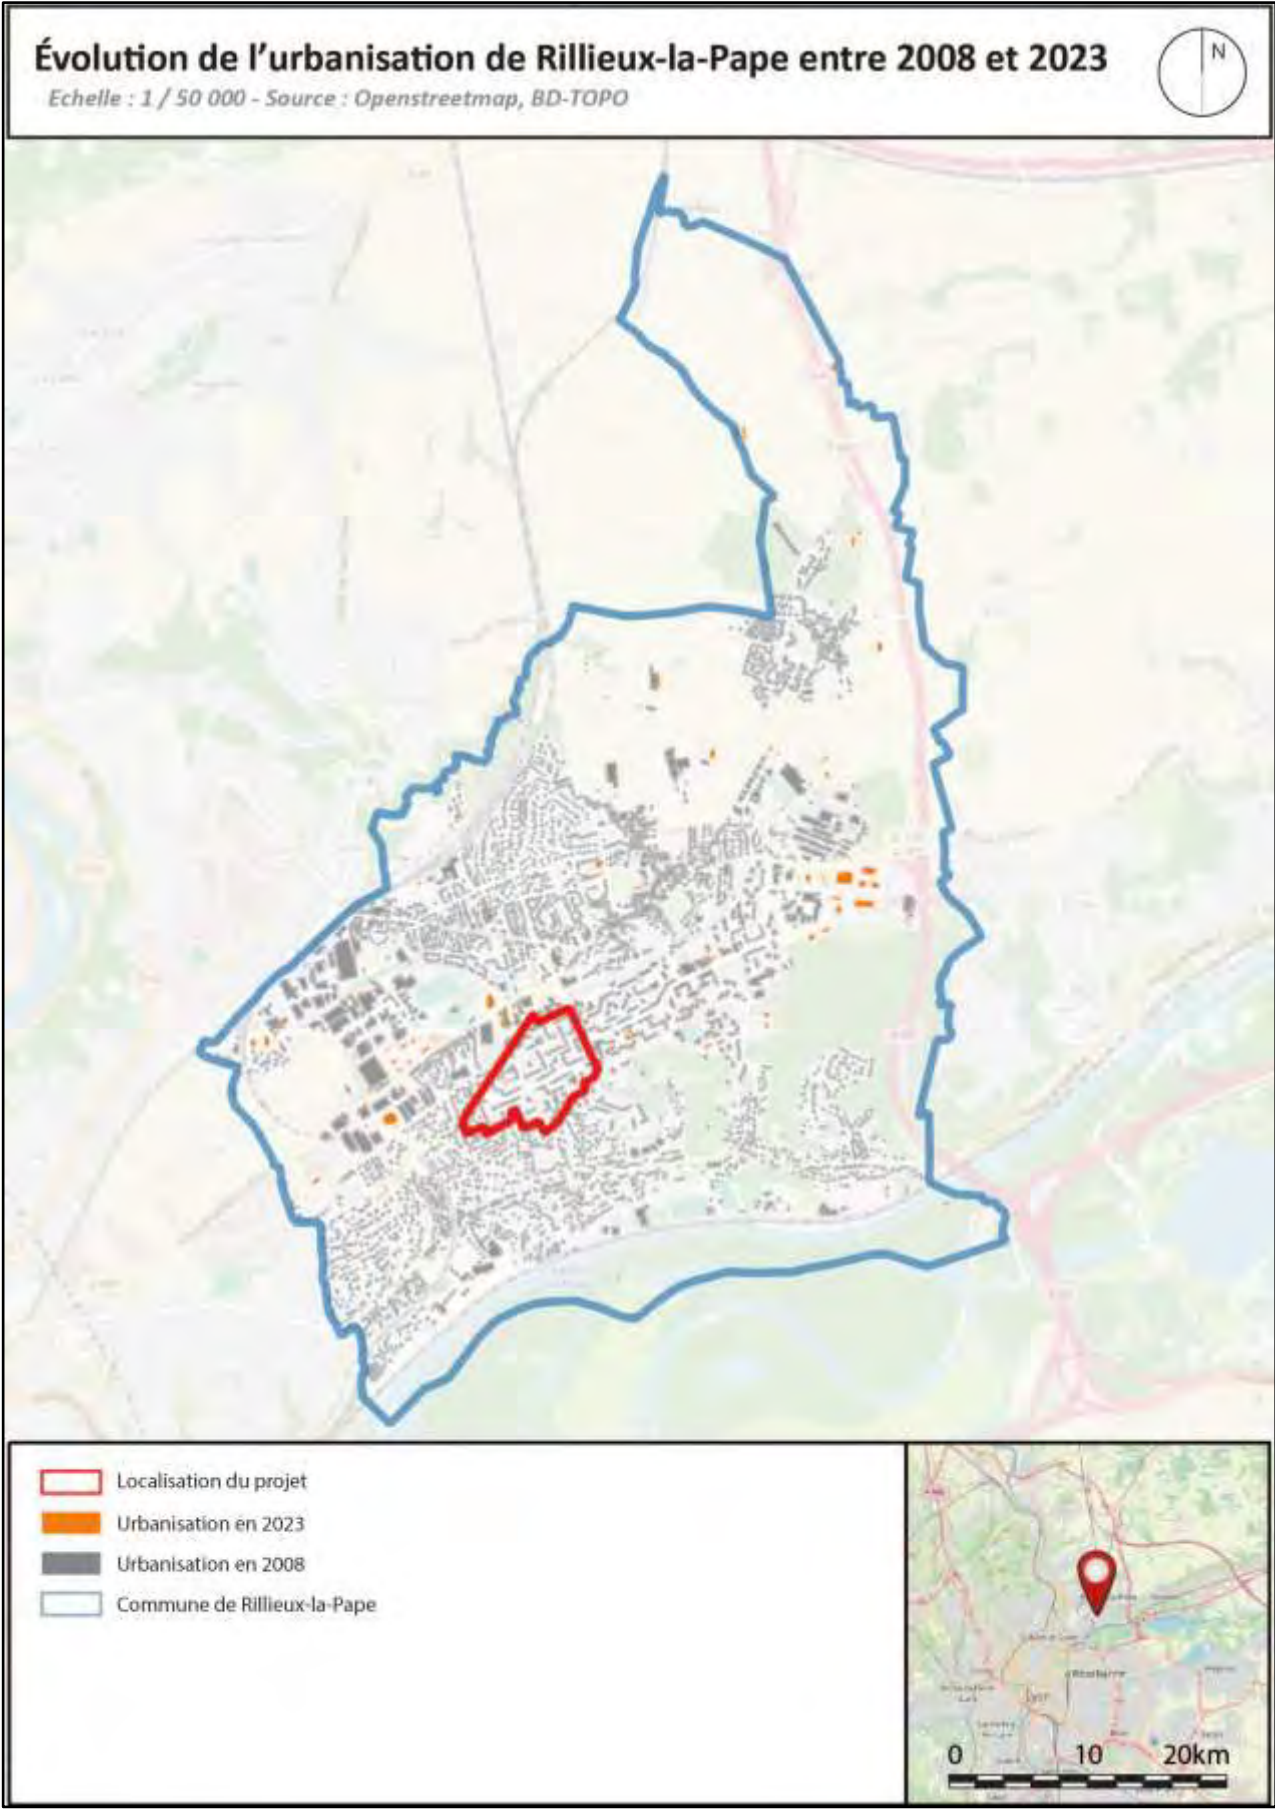 Évolution de l’urbanisation de Rillieux-la-Pape entre 2008 et 2023
Echelle : 1 / 50 000 - Source : Openstreetmap, BD-TOPO
N
Localisation du projet
Urbanisation en 2023
Urbanisation en 2008
Commune de Rillieux-la-Pape
Lyon
0 10 20km